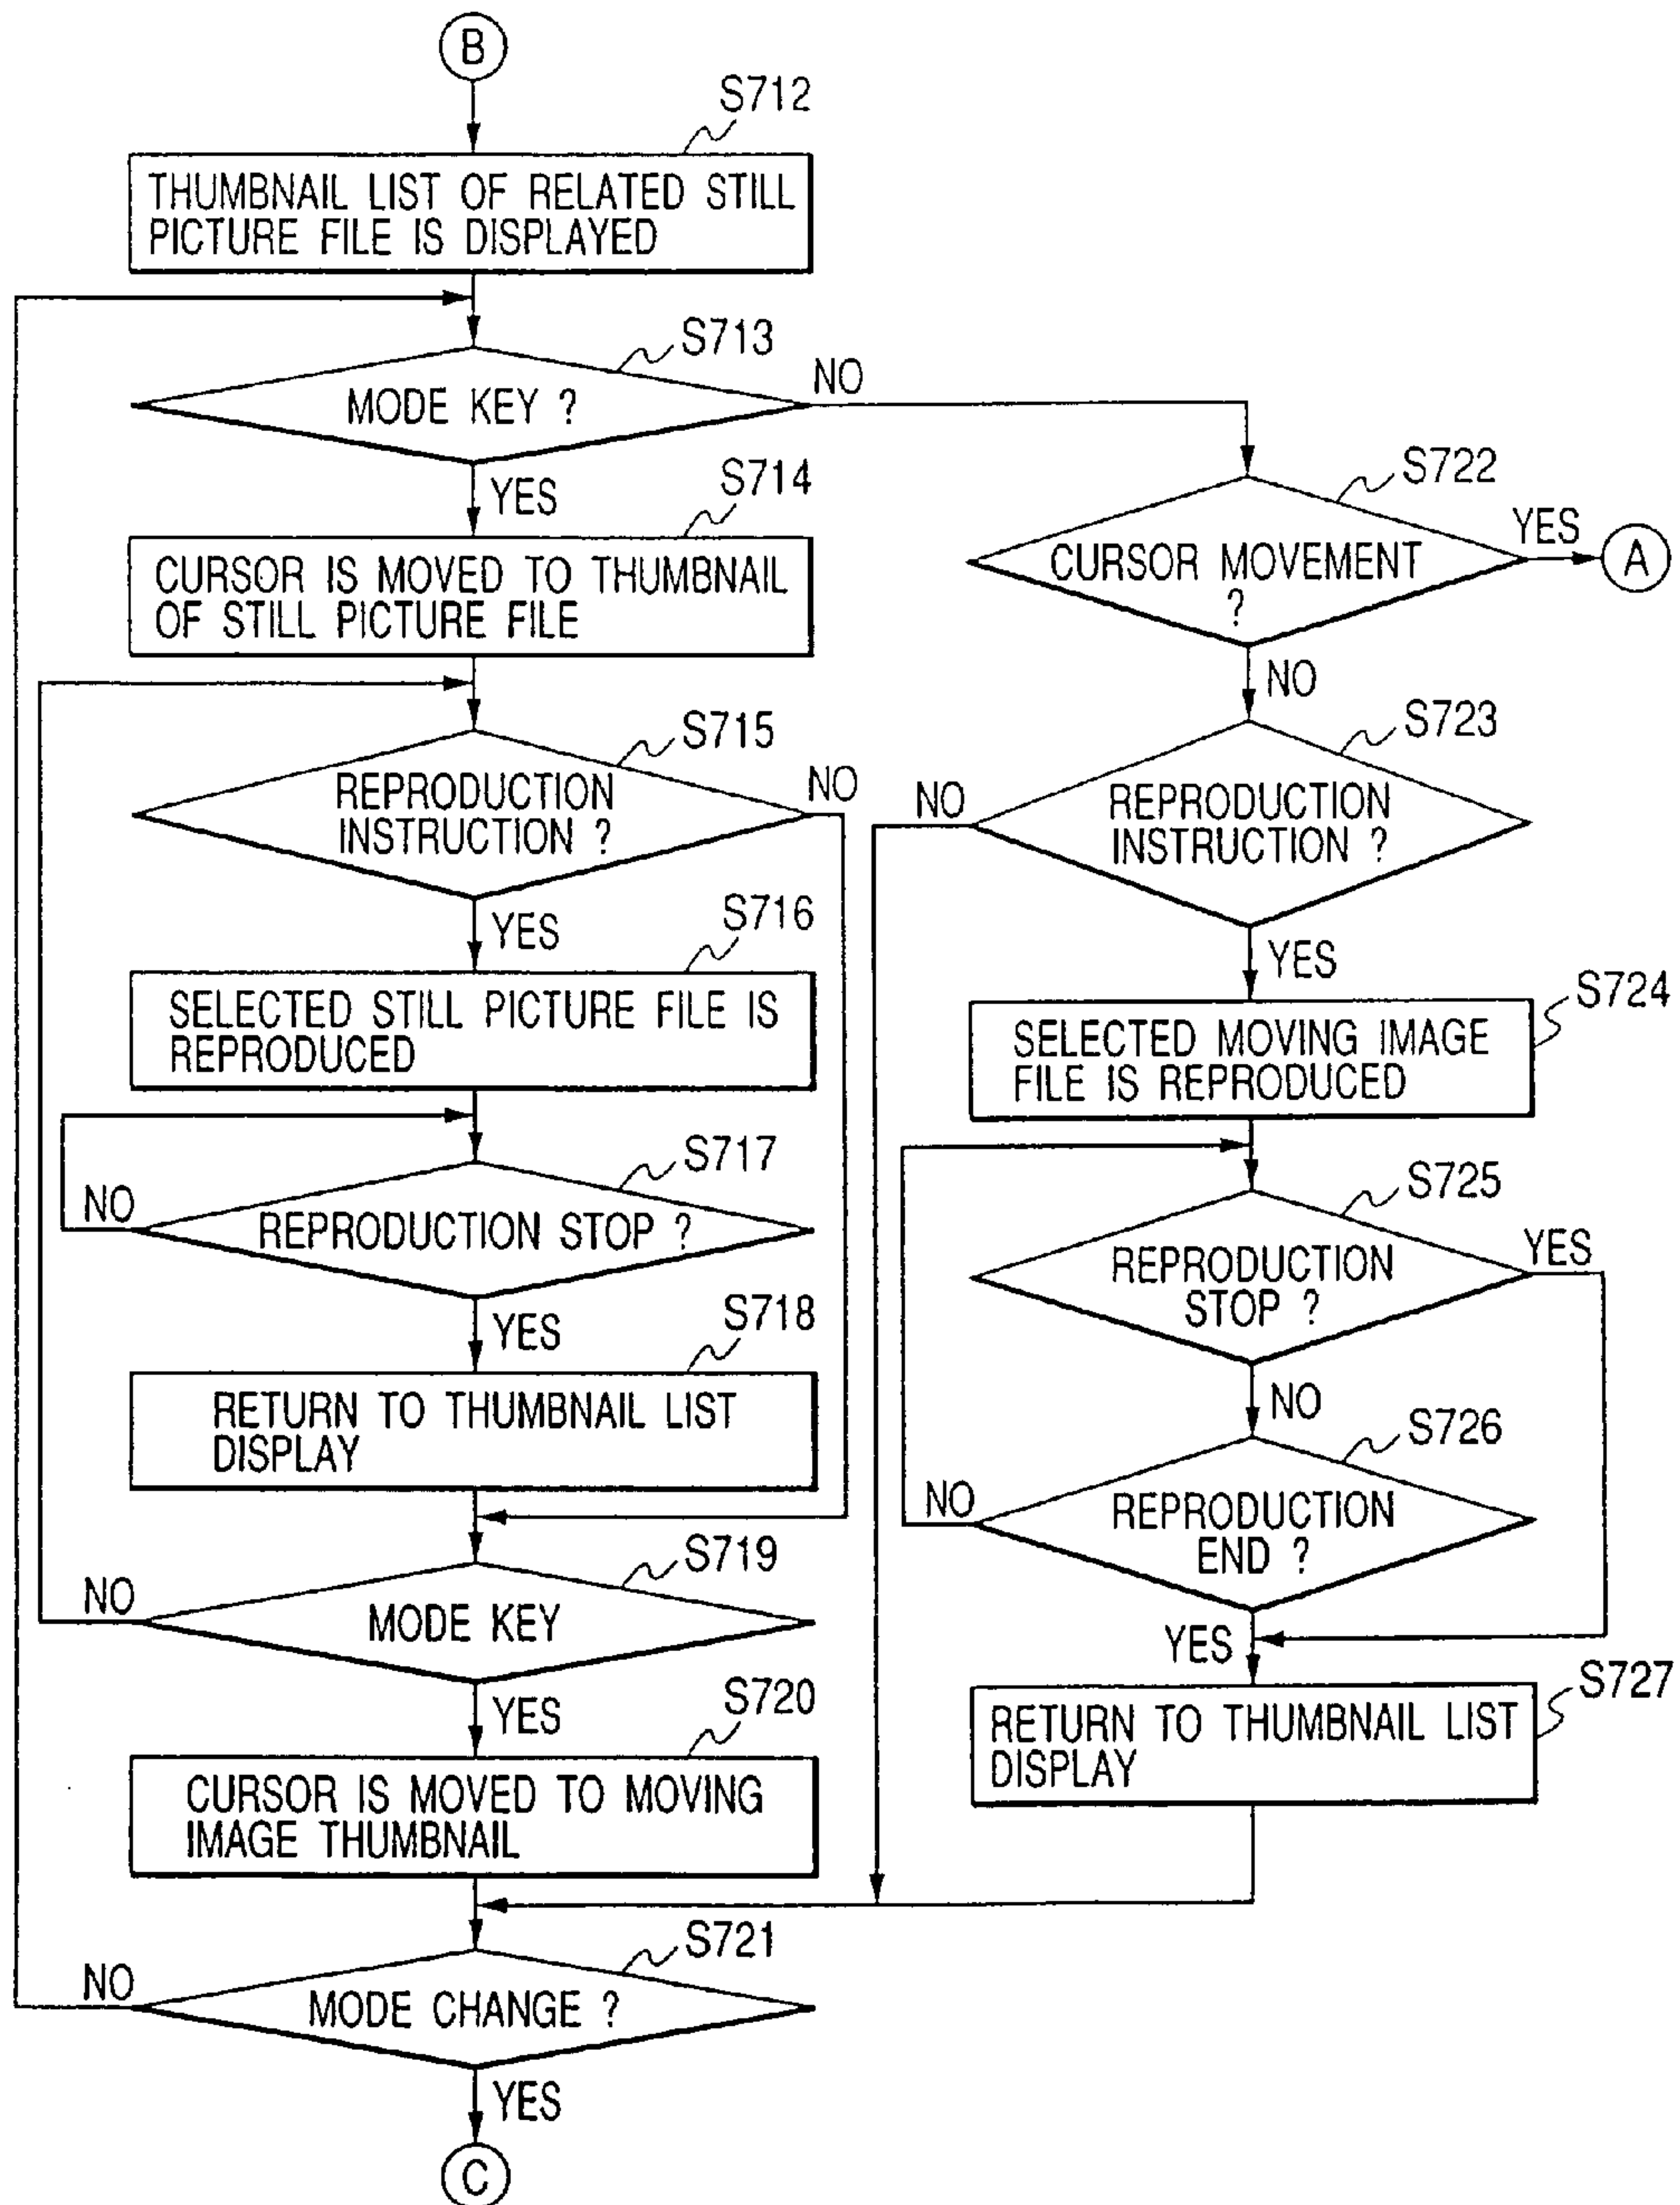 B
S712
THUMBNAIL LIST OF RELATED STILL
PICTURE FILE IS DISPLAYED
S713
MODE KEY ?
NO
YES
S714
CURSOR IS MOVED TO THUMBNAIL
OF STILL PICTURE FILE
S715
REPRODUCTION
INSTRUCTION ?
NO
YES
S716
SELECTED STILL PICTURE FILE IS
REPRODUCED
S717
REPRODUCTION STOP ?
NO
YES
S718
RETURN TO THUMBNAIL LIST
DISPLAY
S719
MODE KEY
NO
YES
S720
CURSOR IS MOVED TO MOVING
IMAGE THUMBNAIL
S721
MODE CHANGE ?
NO
YES
C
S722
CURSOR MOVEMENT
?
YES
A
NO
S723
REPRODUCTION
INSTRUCTION ?
NO
YES
S724
SELECTED MOVING IMAGE
FILE IS REPRODUCED
S725
REPRODUCTION
STOP ?
YES
NO
S726
REPRODUCTION
END ?
NO
YES
S727
RETURN TO THUMBNAIL LIST
DISPLAY